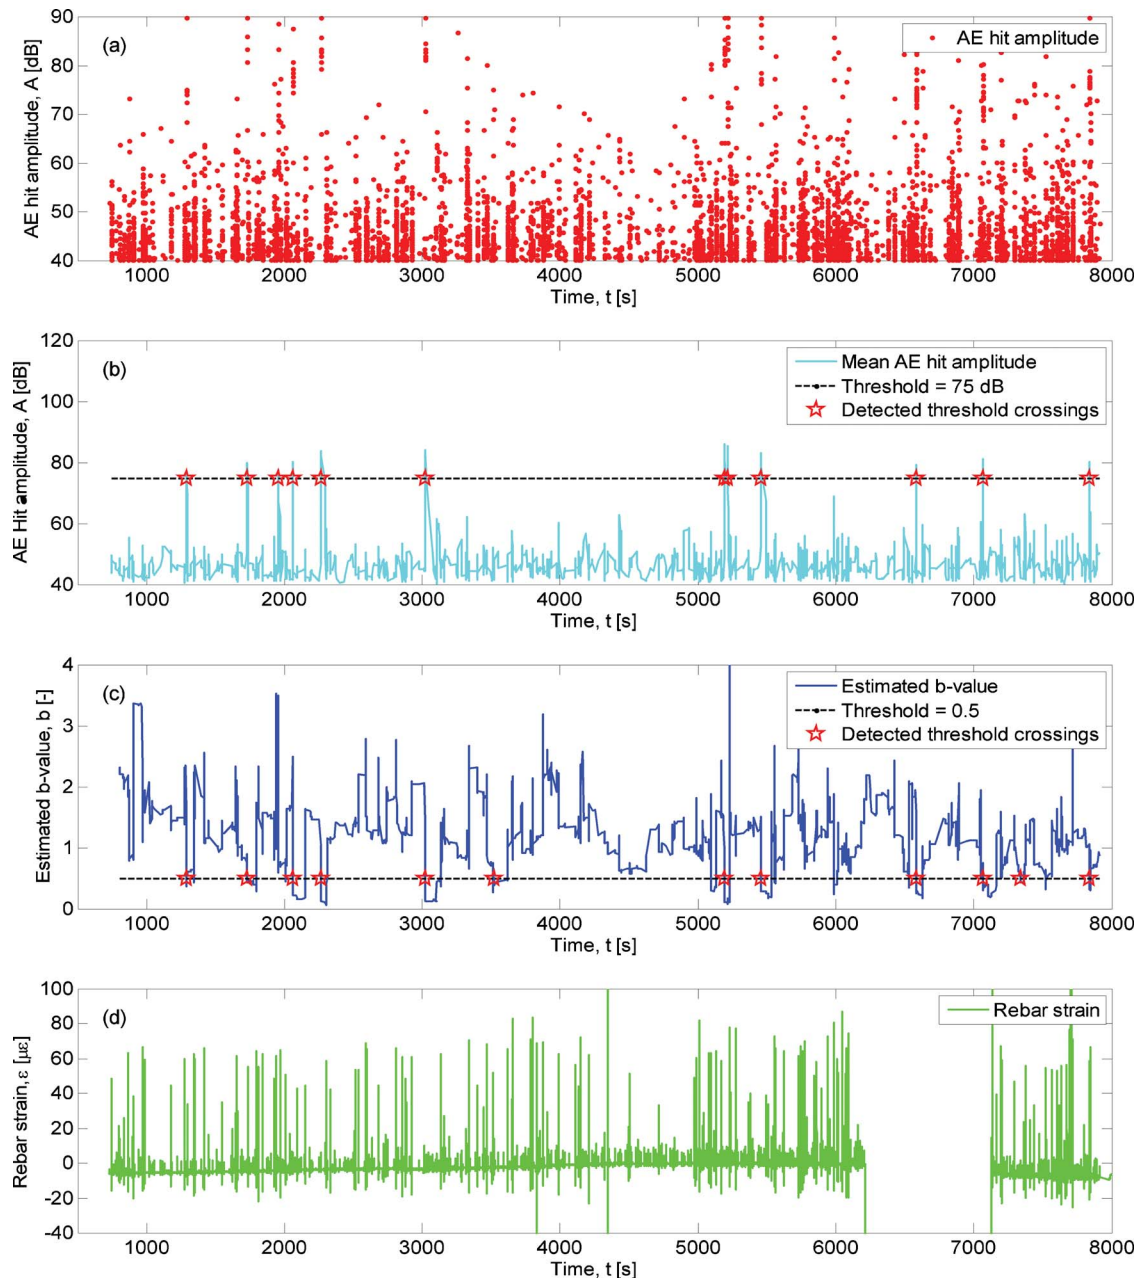 (a)
AE hit amplitude
AE hit amplitude, A [dB]
90
80
70
60
50
40
1000 2000 3000 4000 5000 6000 7000 8000
Time, t [s]
(b)
Mean AE hit amplitude
Threshold = 75 dB
Detected threshold crossings
AE Hit amplitude, A [dB]
120
100
80
60
40
1000 2000 3000 4000 5000 6000 7000 8000
Time, t [s]
(c)
Estimated b-value
Threshold = 0.5
Detected threshold crossings
Estimated b-value, b [-]
4
3
2
1
0
1000 2000 3000 4000 5000 6000 7000 8000
Time, t [s]
(d)
Rebar strain
Rebar strain, ε [με]
100
80
60
40
20
0
-20
-40
1000 2000 3000 4000 5000 6000 7000 8000
Time, t [s]